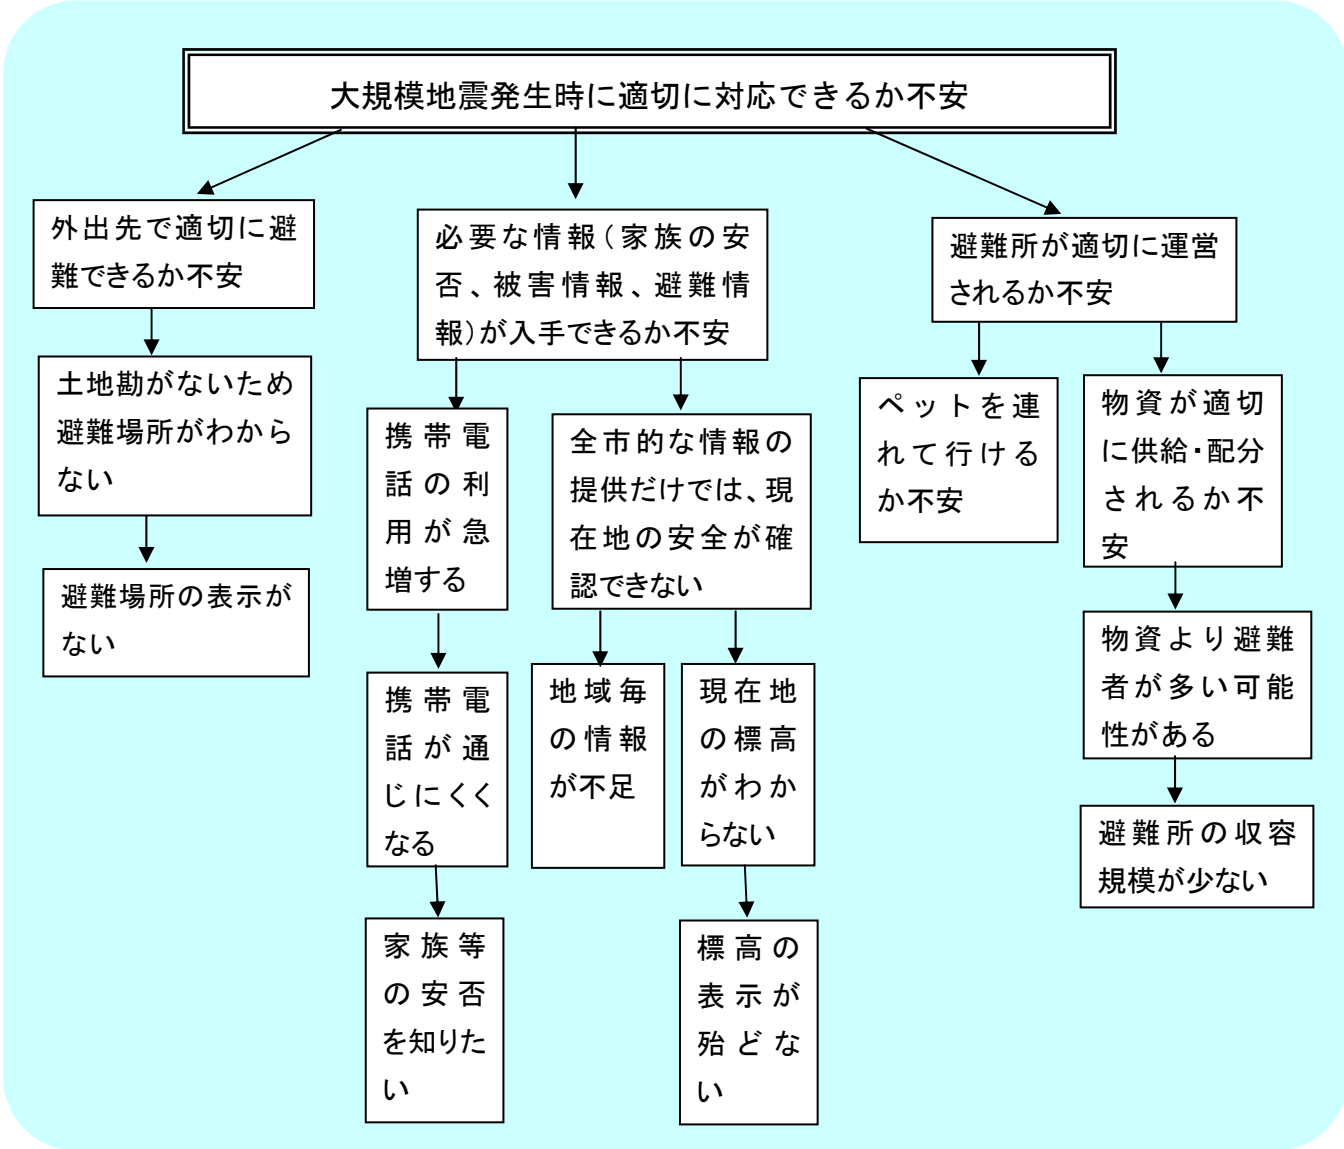 大規模地震発生時に適切に対応できるか不安
外出先で適切に避
難できるか不安
土地勘がないため
避難場所がわから
ない
避難場所の表示が
ない
必要な情報（家族の安
否、被害情報、避難情
報）が入手できるか不安
携帯電
話の利
用が急
増する
携帯電
話が通
じにくく
なる
家族等
の安否
を知りた
い
全市的な情報の
提供だけでは、現
在地の安全が確
認できない
地域毎
の情報
が不足
現在地
の標高
がわか
らない
標高の
表示が
殆どな
い
避難所が適切に運営
されるか不安
ペットを連
れて行ける
か不安
物資が適切
に供給・配分
されるか不
安
物資より避難
者が多い可能
性がある
避難所の収容
規模が少ない